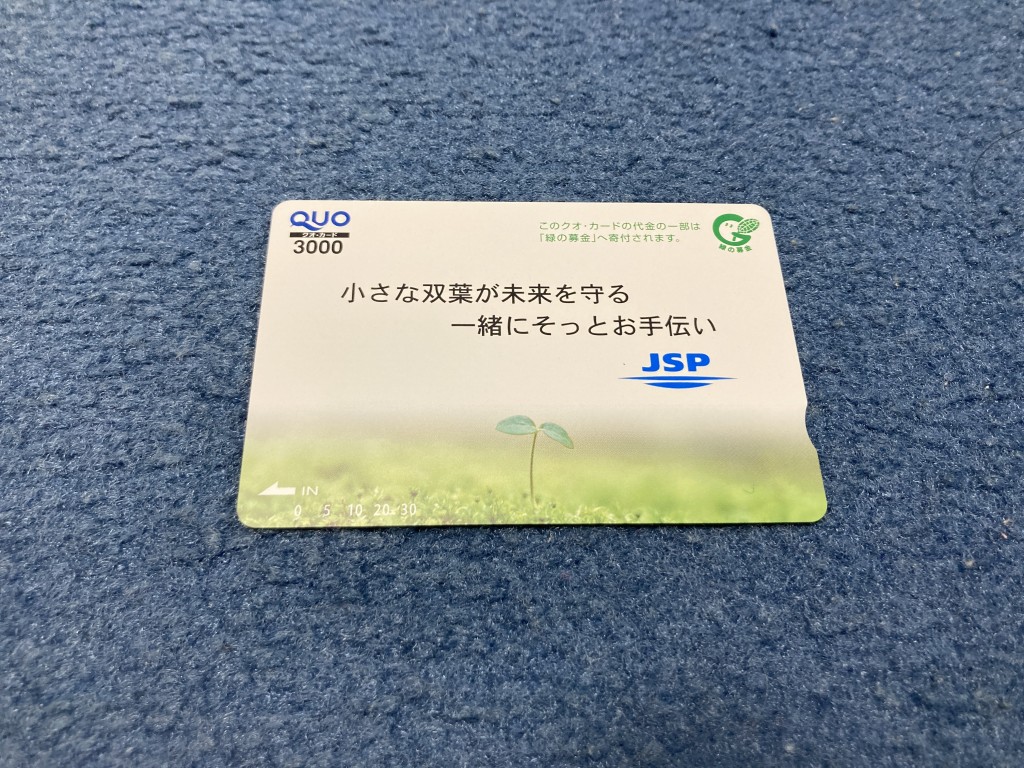 QUO
クオ・カード
3000
このクオ・カードの代金の一部は
「緑の募金」へ寄付されます。
緑の募金
小さな双葉が未来を守る
一緒にそっとお手伝い
JSP
IN
0 5 10 20 30